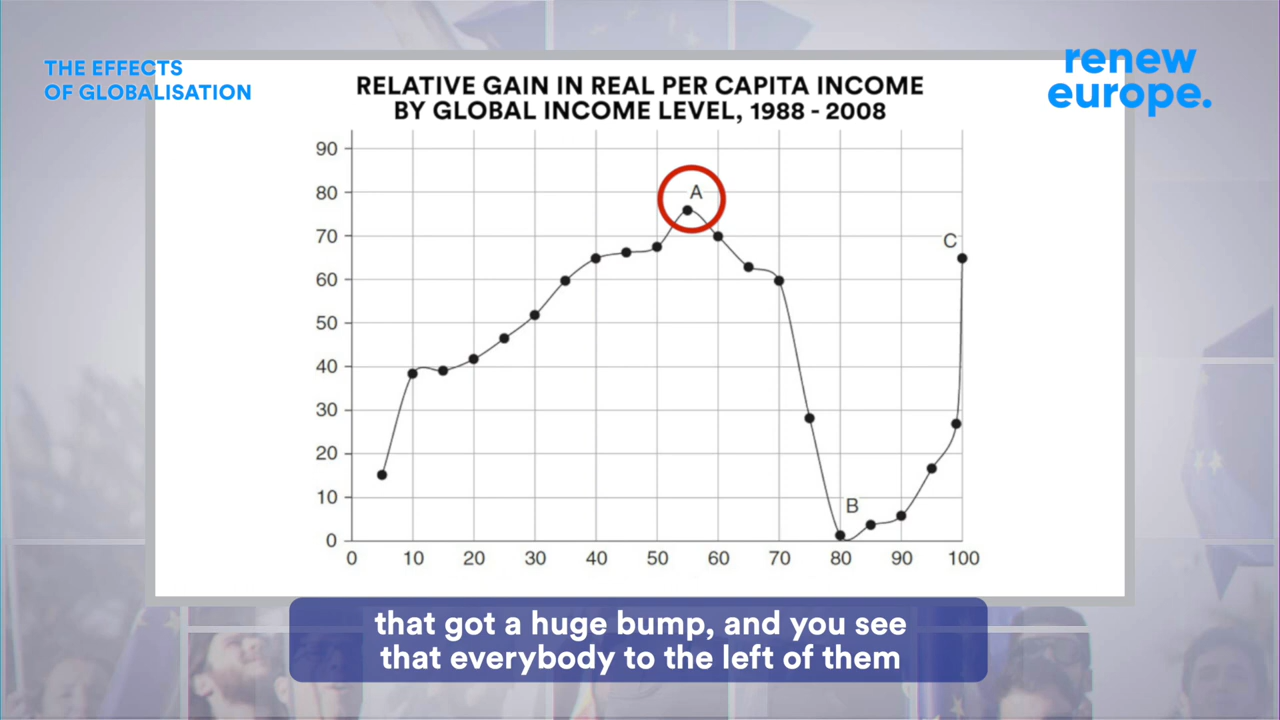 THE EFFECTS
OF GLOBALISATION
renew
europe.
RELATIVE GAIN IN REAL PER CAPITA INCOME
BY GLOBAL INCOME LEVEL, 1988 - 2008
90
80
70
60
50
40
30
20
10
0
A
B
C
0 10 20 30 40 50 60 70 80 90 100
that got a huge bump, and you see
that everybody to the left of them